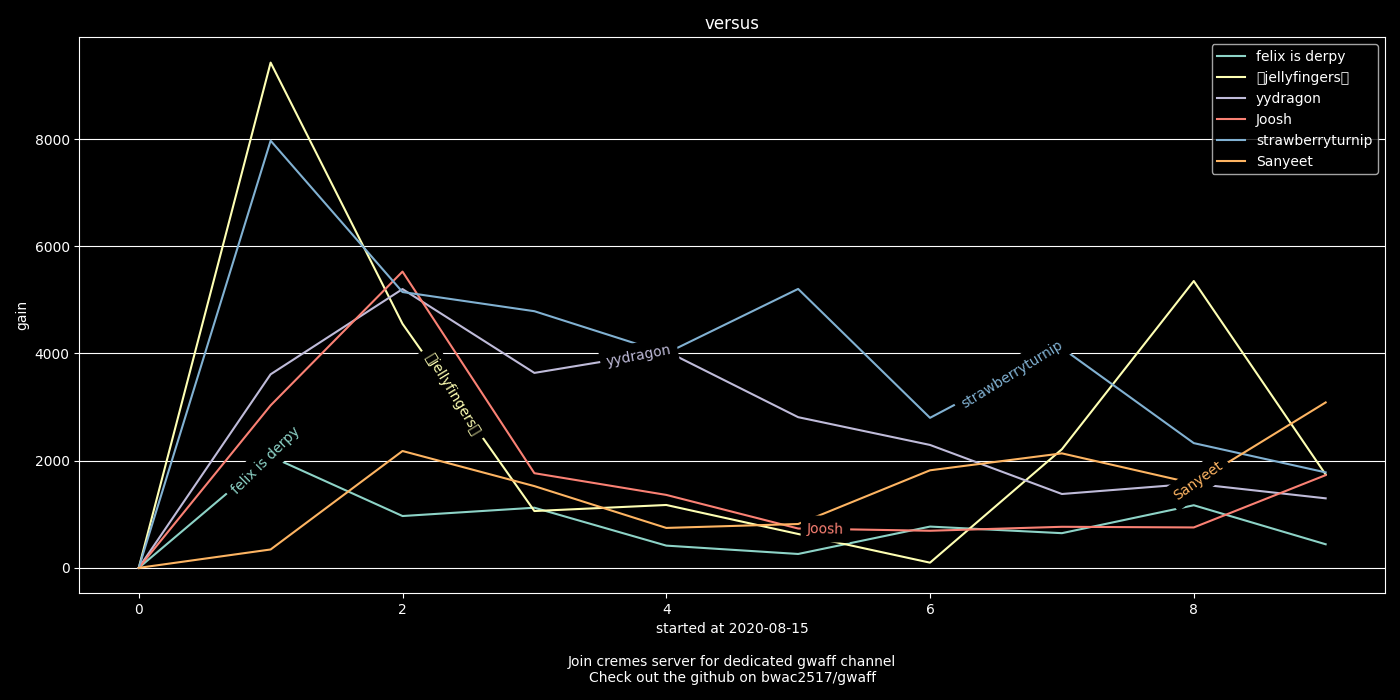 versus
felix is derpy
jellyfingers
yydragon
Joosh
strawberryturnip
Sanyeet
8000
6000
4000
2000
0
gain
felix is derpy
jellyfingers
yydragon
Joosh
strawberryturnip
Sanyeet
0 2 4 6 8
started at 2020-08-15
Join cremes server for dedicated gwaff channel
Check out the github on bwac2517/gwaff